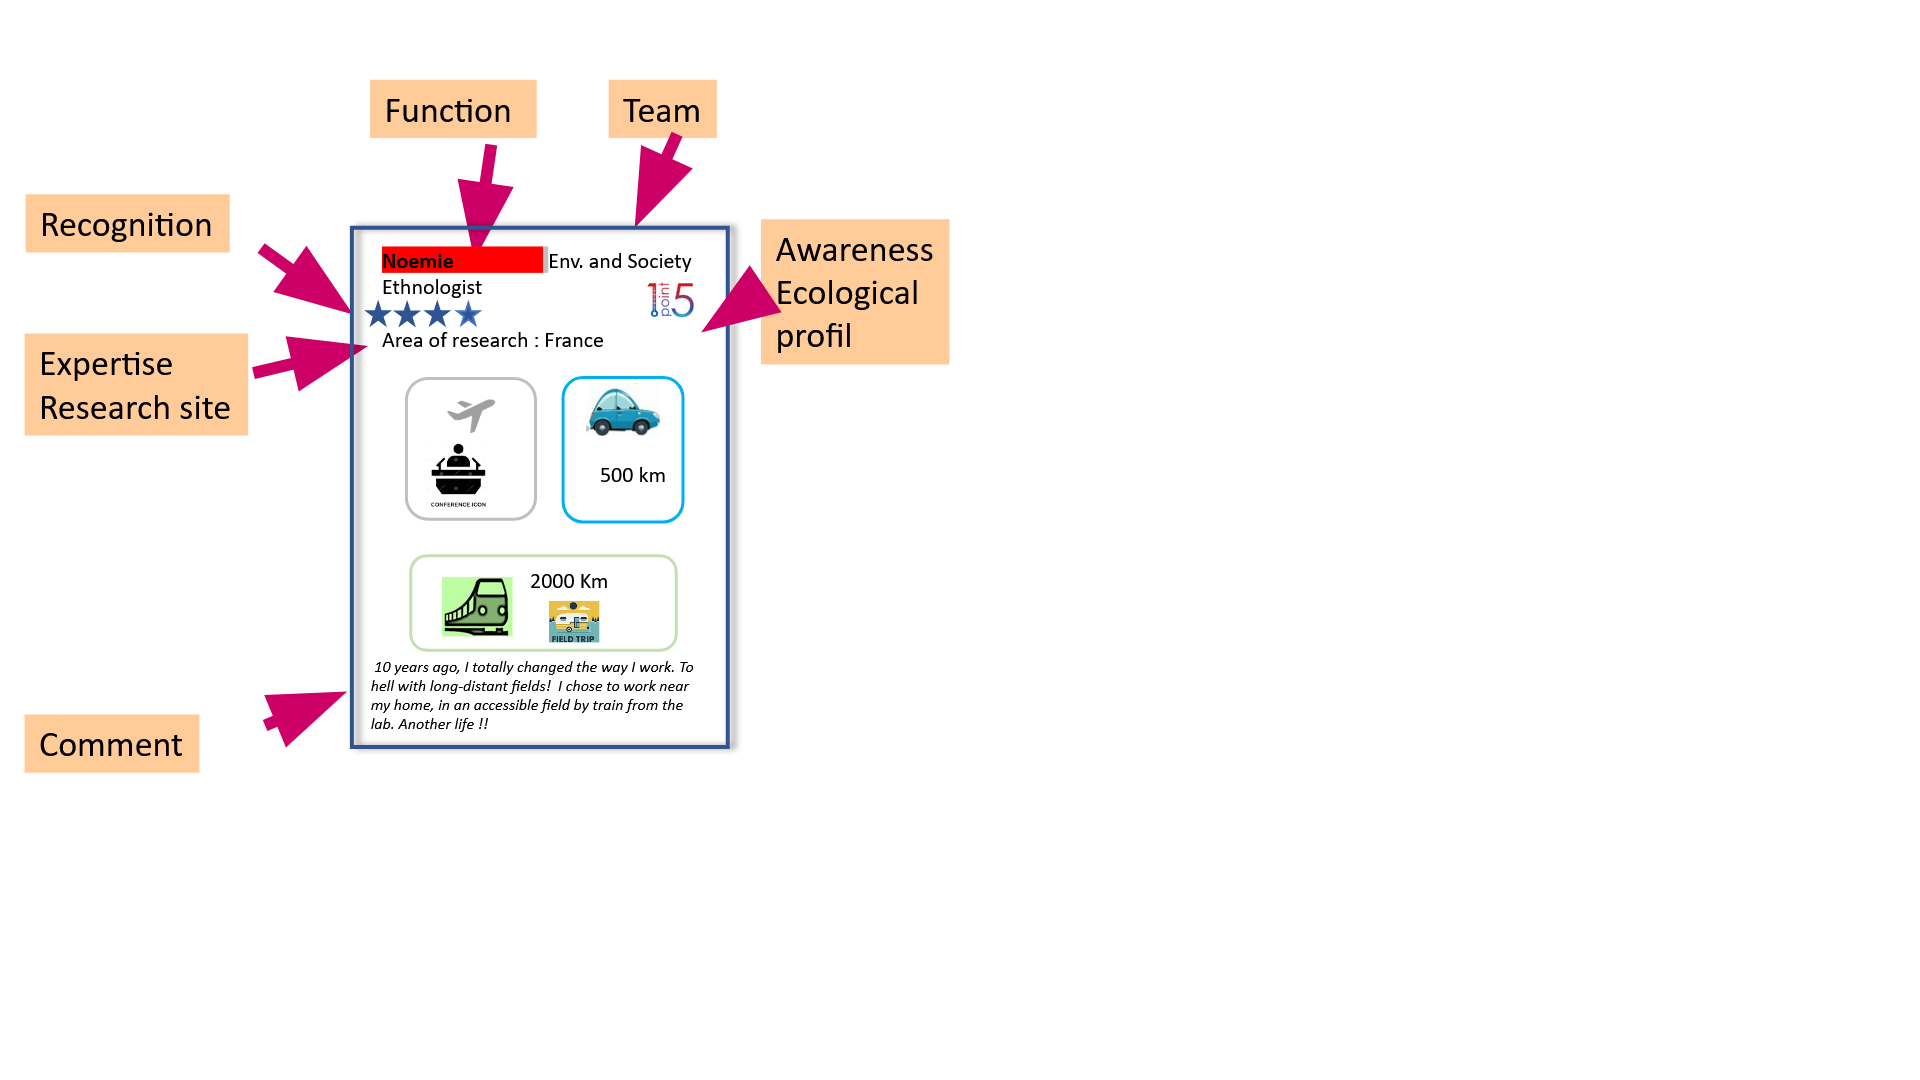 Function
Team
Recognition
Awareness
Ecological
profil
Expertise
Research site
Comment
Noemie
Env. and Society
Ethnologist
1point5
Area of research : France
CONFERENCE ICON
500 km
2000 Km
FIELD TRIP
10 years ago, I totally changed the way I work. To
hell with long-distant fields!  I chose to work near
my home, in an accessible field by train from the
lab. Another life !!